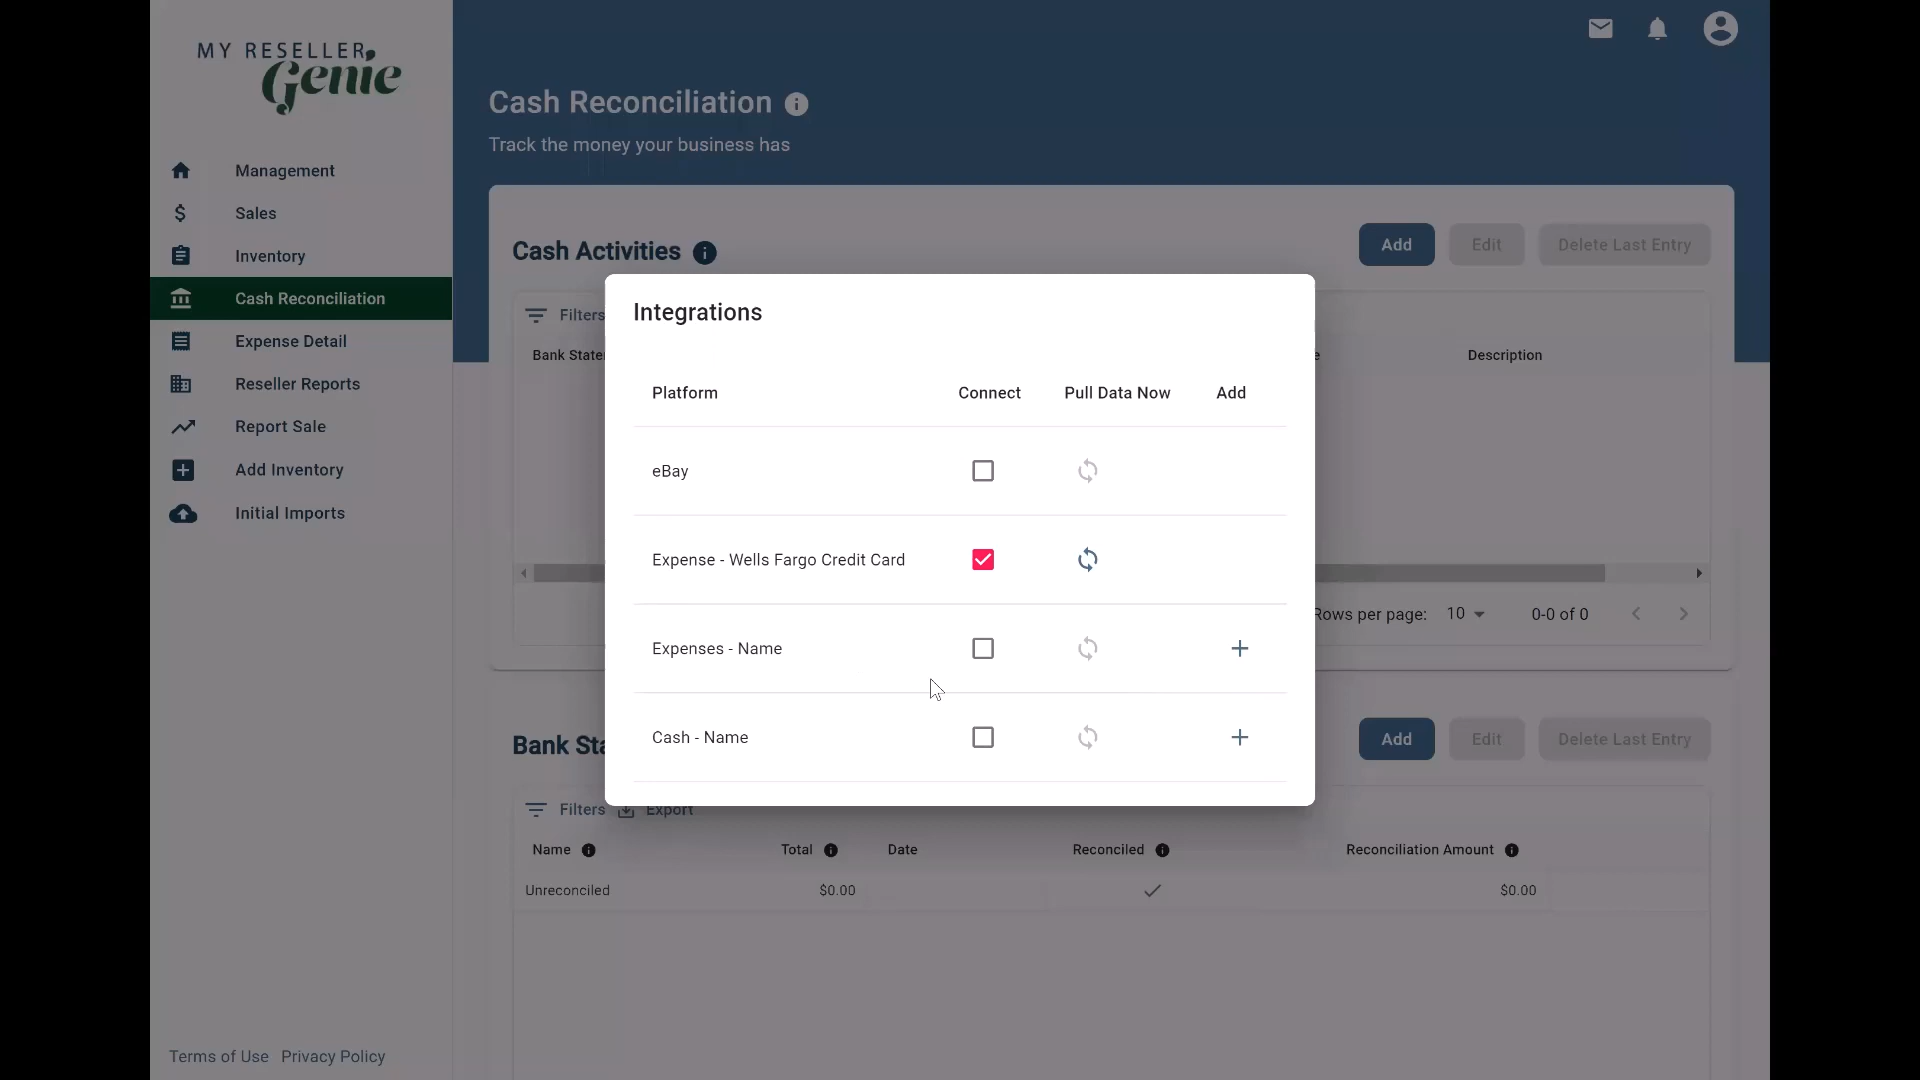 MY RESELLER
Genie
Management
Sales
Inventory
Cash Reconciliation
Expense Detail
Reseller Reports
Report Sale
Add Inventory
Initial Imports
Terms of Use Privacy Policy
Cash Reconciliation
Track the money your business has
Cash Activities
Add Edit Delete Last Entry
Filters
Description
Rows per page: 10 0-0 of 0
Integrations
Platform Connect Pull Data Now Add
eBay
Expense - Wells Fargo Credit Card
Expenses - Name
Cash - Name
Bank
Add Edit Delete Last Entry
Filters Export
Name Total Date Reconciled Reconciliation Amount
Unreconciled $0.00 $0.00